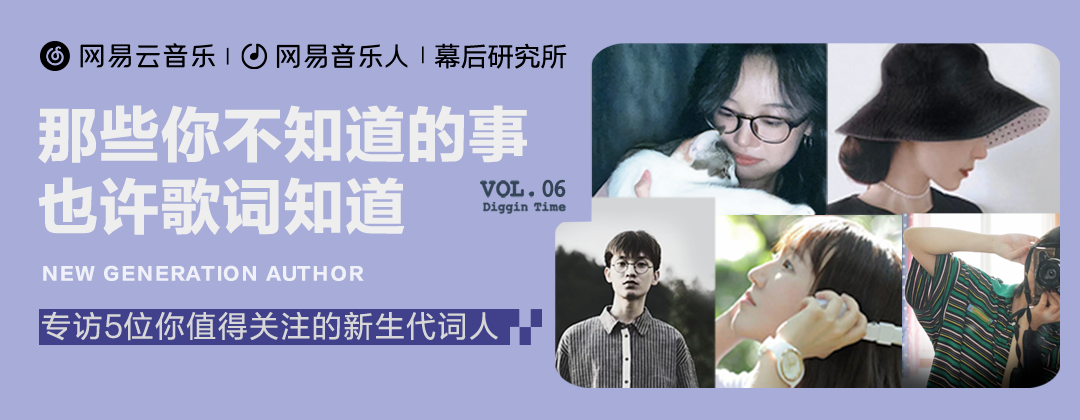 网易云音乐 | 网易音乐人 | 幕后研究所
那些你不知道的事
也许歌词知道
VOL. 06
Diggin Time
NEW GENERATION AUTHOR
专访5位你值得关注的新生代词人